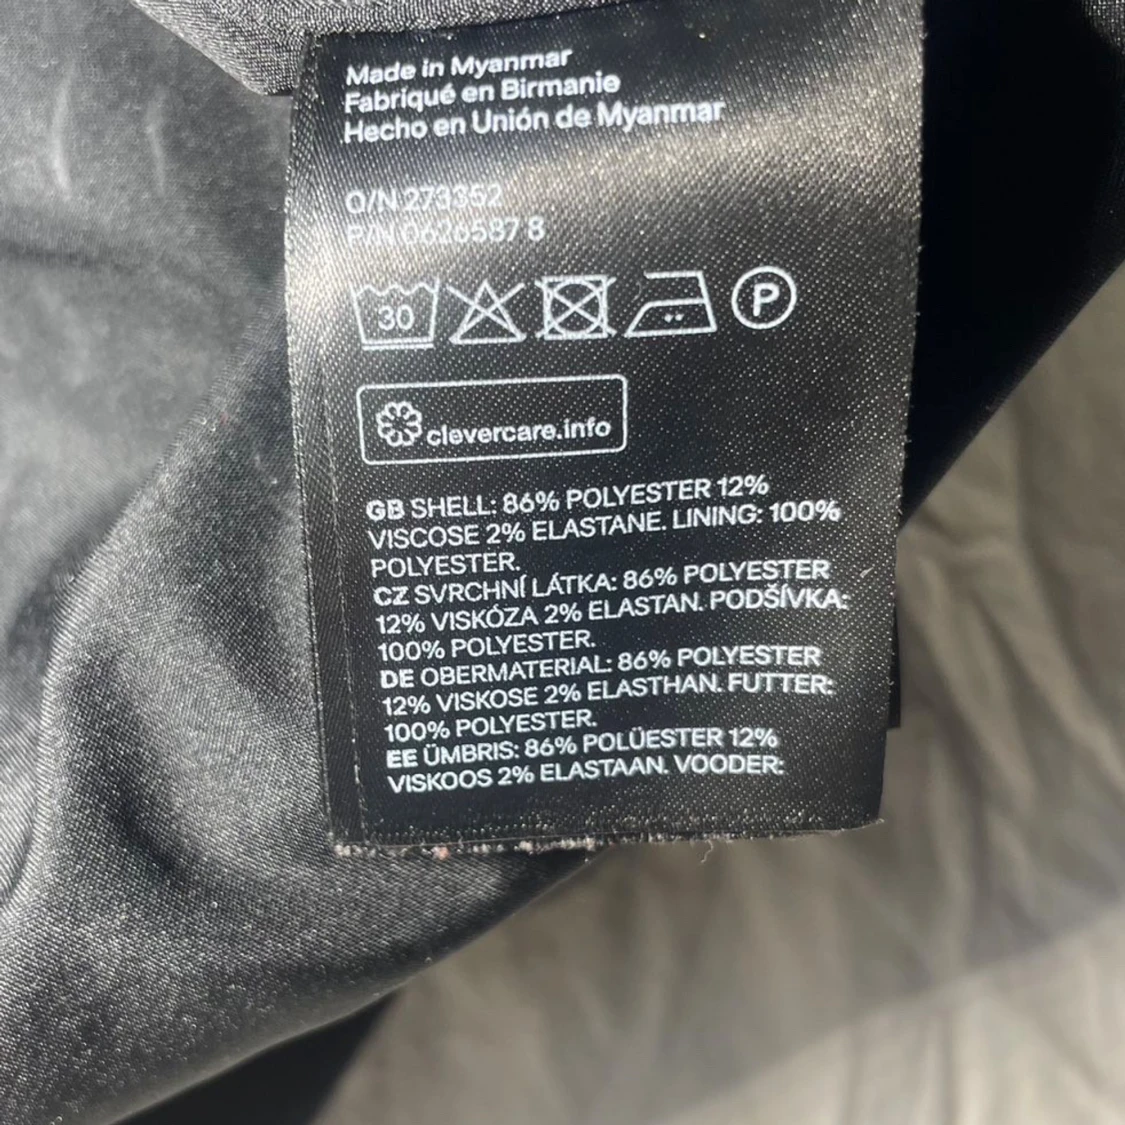 Made in Myanmar
Fabriqué en Birmanie
Hecho en Unión de Myanmar
O/N 273352
P/N 0626587 8
30
P
clevercare.info
GB SHELL: 86% POLYESTER 12%
VISCOSE 2% ELASTANE. LINING: 100%
POLYESTER.
CZ SVRCHNÍ LÁTKA: 86% POLYESTER
12% VISKÓZA 2% ELASTAN. PODŠÍVKA:
100% POLYESTER.
DE OBERMATERIAL: 86% POLYESTER
12% VISKOSE 2% ELASTHAN. FUTTER:
100% POLYESTER.
EE ÜMBRIS: 86% POLÜESTER 12%
VISKOOS 2% ELASTAAN. VOODER: